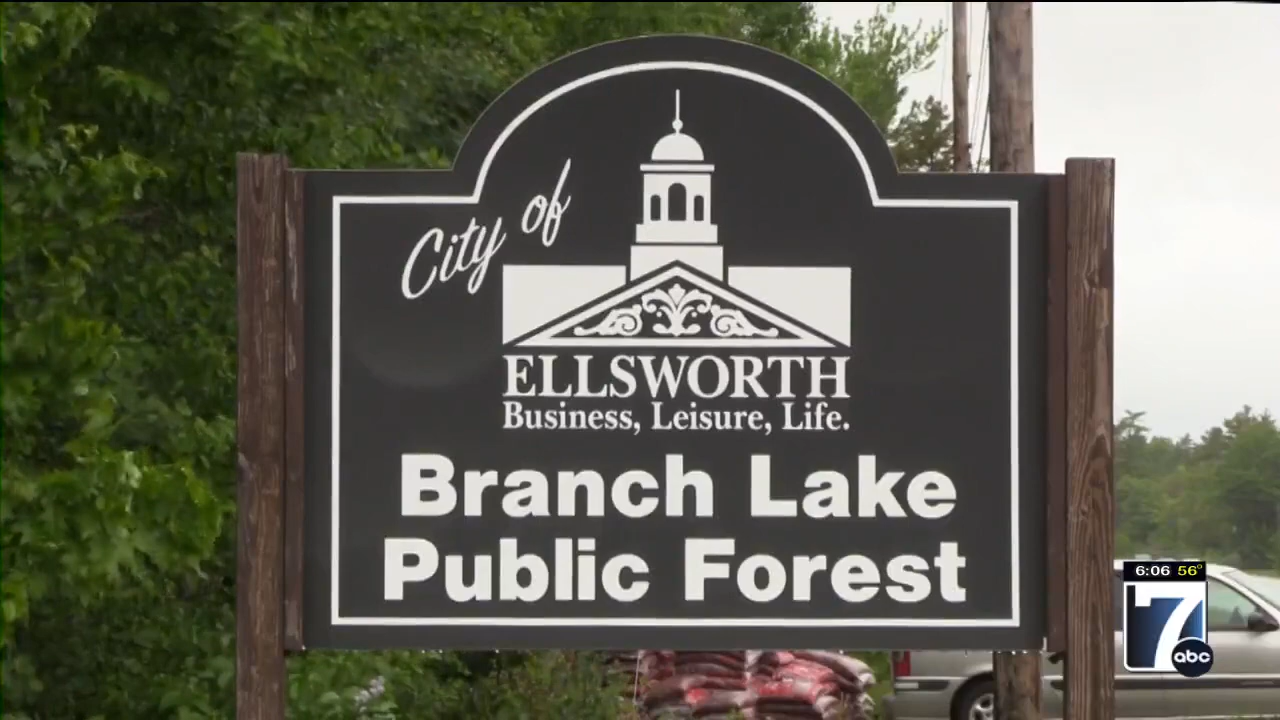 City of
ELLSWORTH
Business, Leisure, Life.
Branch Lake
Public Forest
6:06 56°
7
abc